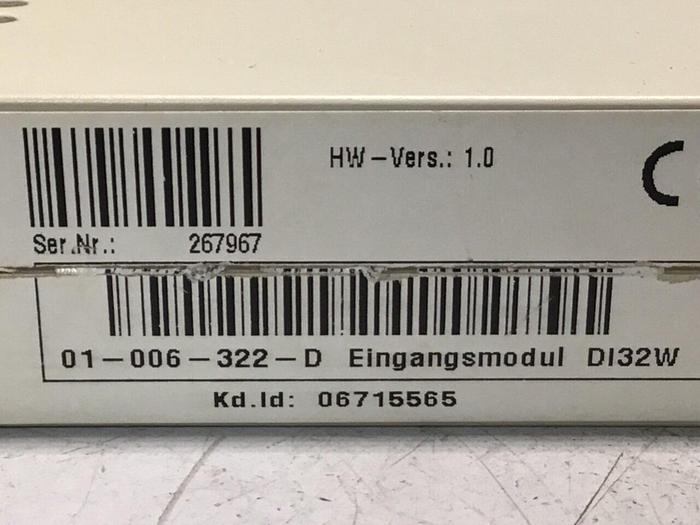 HW-Vers.: 1.0
Ser.Nr.: 267967
01-006-322-D Eingangsmodul DI32W
Kd.Id: 06715565